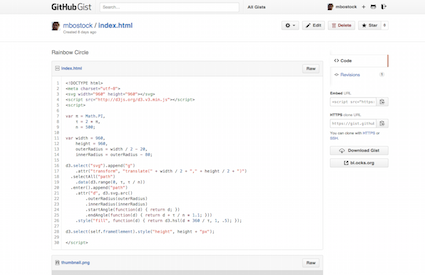 GitHub Gist
Search...
All Gists
mbostock
mbostock / index.html
Created 6 days ago
Edit
Delete
Star
Rainbow Circle
index.html
Raw
<!DOCTYPE html>
<meta charset="utf-8">
<svg width="960" height="960"></svg>
<script src="http://d3js.org/d3.v3.min.js"></script>
<script>
var π = Math.PI,
τ = 2 * π,
n = 500;
var width = 960,
height = 960,
outerRadius = width / 2 - 20,
innerRadius = outerRadius - 80;
d3.select("svg").append("g")
.attr("transform", "translate(" + width / 2 + "," + height / 2 + ")")
.selectAll("path")
.data(d3.range(0, τ, τ / n))
.enter().append("path")
.attr("d", d3.svg.arc()
.outerRadius(outerRadius)
.innerRadius(innerRadius)
.startAngle(function(d) { return d; })
.endAngle(function(d) { return d + τ / n * 1.1; }))
.style("fill", function(d) { return d3.hsl(d * 360 / τ, 1, .5); });
d3.select(self.frameElement).style("height", height + "px");
</script>
thumbnail.png
Raw
Code
Revisions
Embed URL
<script src="https:
HTTPS clone URL
https://gist.github
You can clone with HTTPS or
SSH.
Download Gist
bl.ocks.org